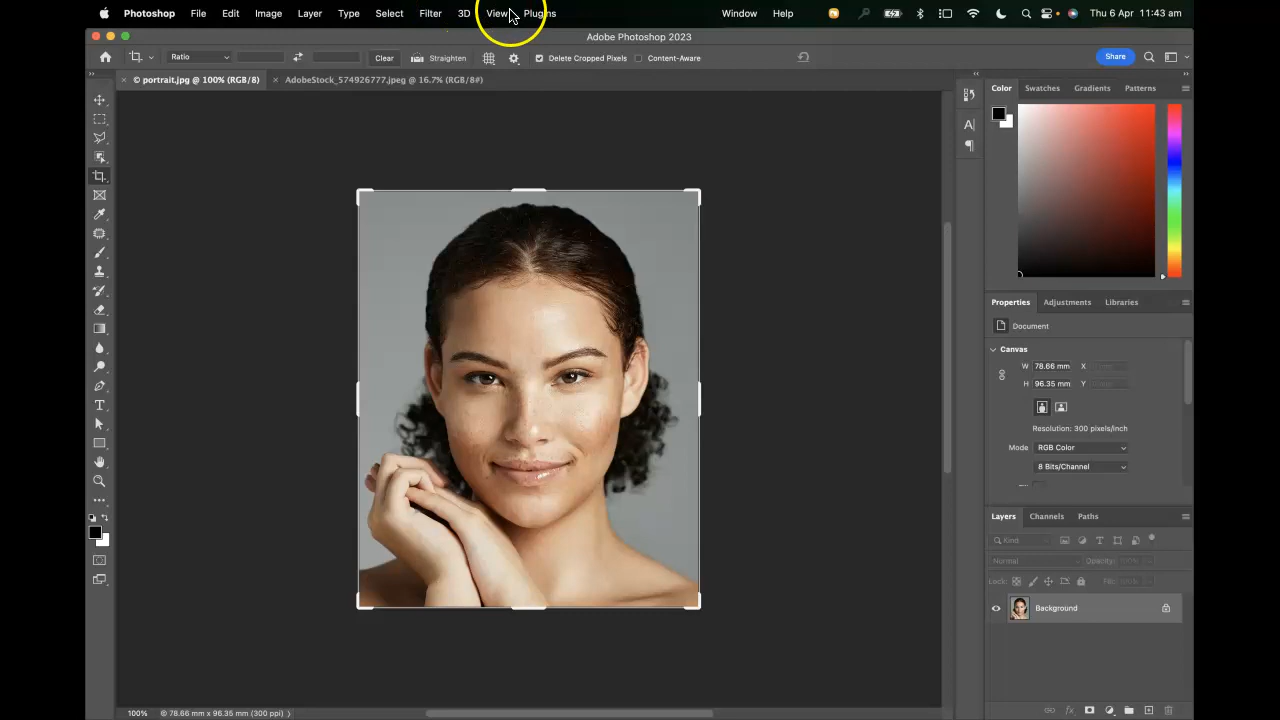 Photoshop File Edit Image Layer Type Select Filter 3D View Plugins Window Help Thu 6 Apr 11:43 am
Adobe Photoshop 2023
Ratio Clear Straighten Delete Cropped Pixels Content-Aware Share
× © portrait.jpg @ 100% (RGB/8) × AdobeStock_574926777.jpeg @ 16.7% (RGB/8#)
Color Swatches Gradients Patterns
Properties Adjustments Libraries
Document
Canvas
W 78.66 mm X
H 96.35 mm Y
Resolution: 300 pixels/inch
Mode RGB Color
8 Bits/Channel
Layers Channels Paths
Kind
Normal Opacity: 100%
Lock: Fill: 100%
Background
100% 78.66 mm x 96.35 mm (300 ppi)